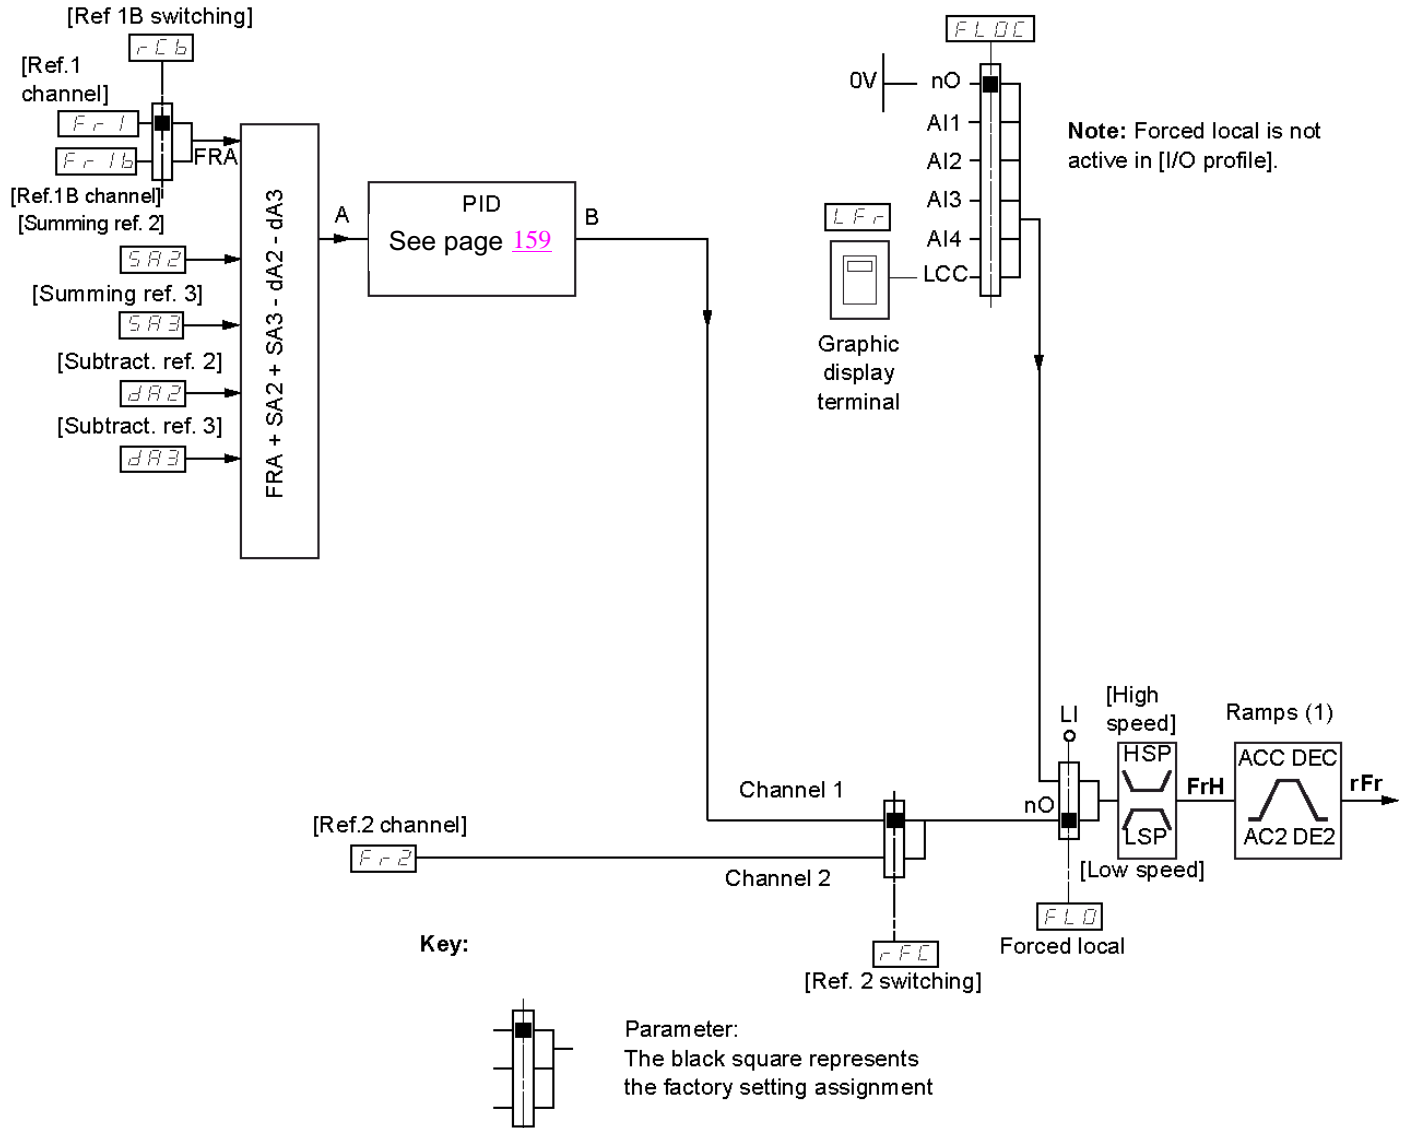 [Ref 1B switching]
rCb
[Ref.1
channel]
Fr1
Fr1b
FRA
[Ref.1B channel]
[Summing ref. 2]
SA2
[Summing ref. 3]
SA3
[Subtract. ref. 2]
dA2
[Subtract. ref. 3]
dA3
FRA + SA2 + SA3 - dA2 - dA3
A
PID
See page 159
B
FLOC
0V
nO
AI1
AI2
AI3
AI4
LCC
LFr
Graphic
display
terminal
Note: Forced local is not
active in [I/O profile].
Channel 1
[Ref.2 channel]
Fr2
Channel 2
rFC
[Ref. 2 switching]
LI
nO
FLO
Forced local
[High
speed]
HSP
LSP
[Low speed]
FrH
Ramps (1)
ACC DEC
AC2 DE2
rFr
Key:
Parameter:
The black square represents
the factory setting assignment